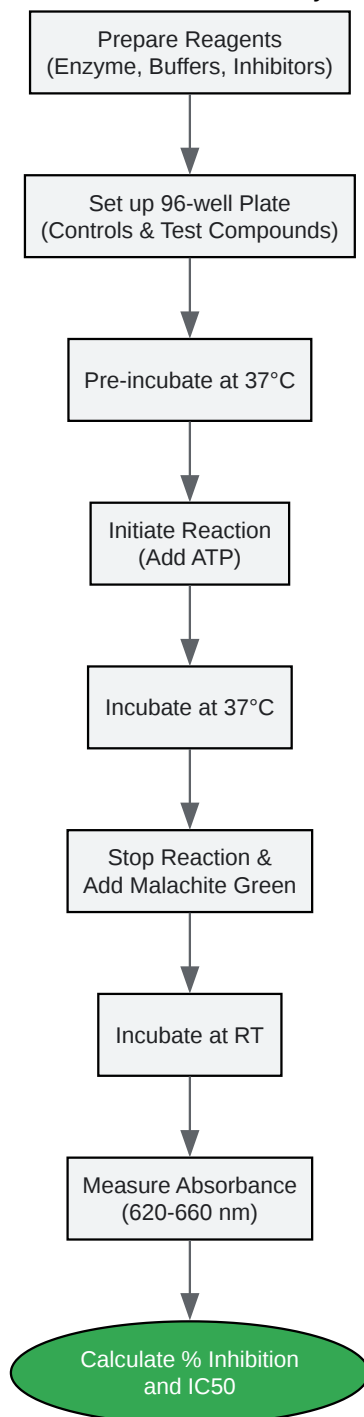 Prepare Reagents
(Enzyme, Buffers, Inhibitors)
Set up 96-well Plate
(Controls & Test Compounds)
Pre-incubate at 37°C
Initiate Reaction
(Add ATP)
Incubate at 37°C
Stop Reaction &
Add Malachite Green
Incubate at RT
Measure Absorbance
(620-660 nm)
Calculate % Inhibition
and IC50